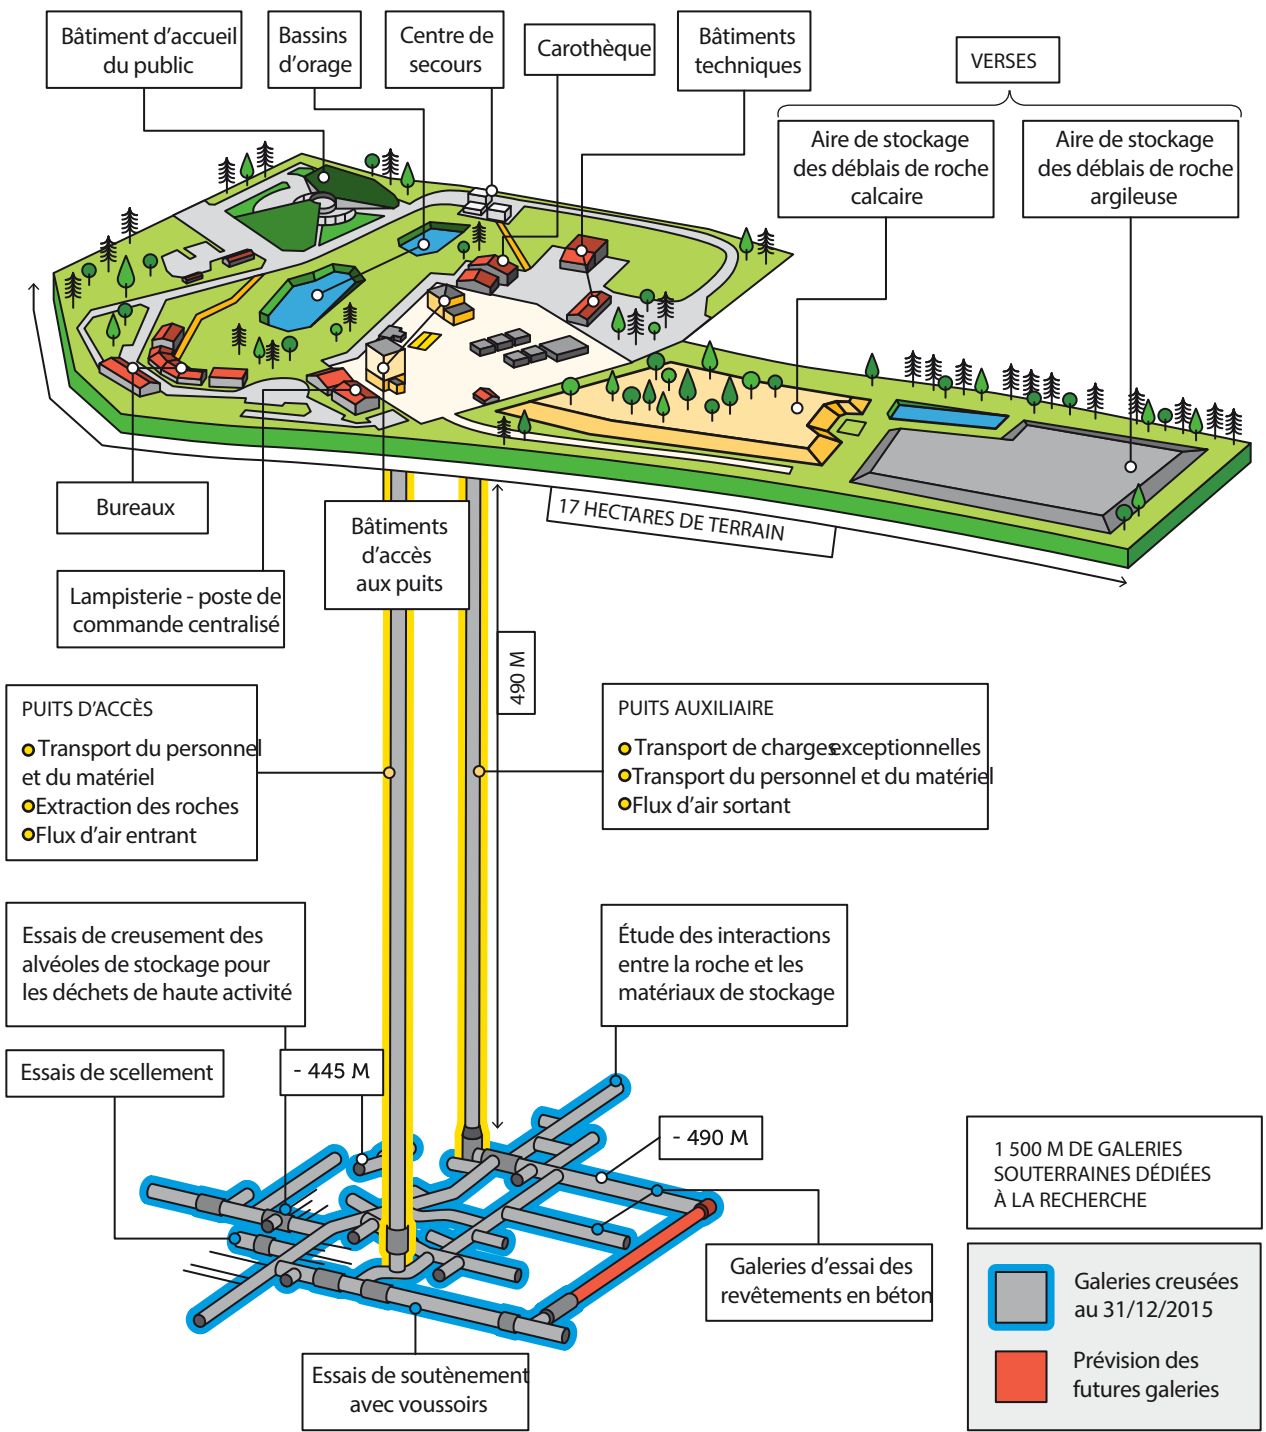 Bâtiment d'accueil
du public
Bassins
d'orage
Centre de
secours
Carothèque
Bâtiments
techniques
VERSES
Aire de stockage
des déblais de roche
calcaire
Aire de stockage
des déblais de roche
argileuse
Bureaux
Bâtiments
d'accès
aux puits
17 HECTARES DE TERRAIN
Lampisterie - poste de
commande centralisé
490 M
PUITS D'ACCÈS
Transport du personnel
et du matériel
Extraction des roches
Flux d'air entrant
PUITS AUXILIAIRE
Transport de charges exceptionnelles
Transport du personnel et du matériel
Flux d'air sortant
Essais de creusement des
alvéoles de stockage pour
les déchets de haute activité
Étude des interactions
entre la roche et les
matériaux de stockage
Essais de scellement
- 445 M
- 490 M
1 500 M DE GALERIES
SOUTERRAINES DÉDIÉES
À LA RECHERCHE
Galeries d'essai des
revêtements en béton
Galeries creusées
au 31/12/2015
Prévision des
futures galeries
Essais de soutènement
avec voussoirs